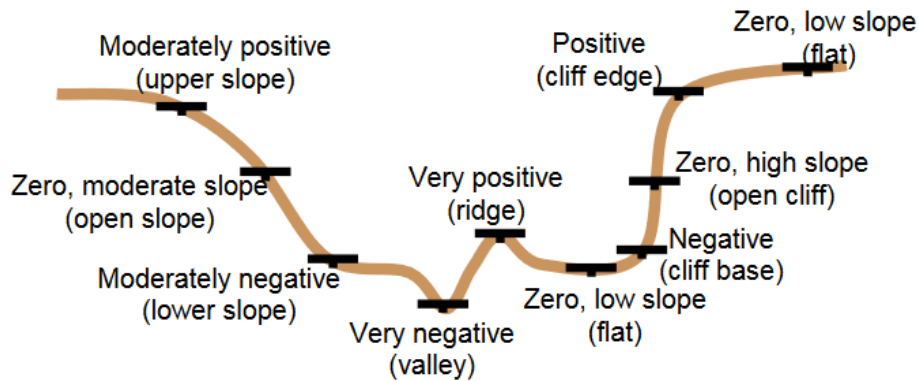 Moderately positive
(upper slope)
Zero, moderate slope
(open slope)
Moderately negative
(lower slope)
Very negative
(valley)
Very positive
(ridge)
Zero, low slope
(flat)
Negative
(cliff base)
Zero, high slope
(open cliff)
Positive
(cliff edge)
Zero, low slope
(flat)